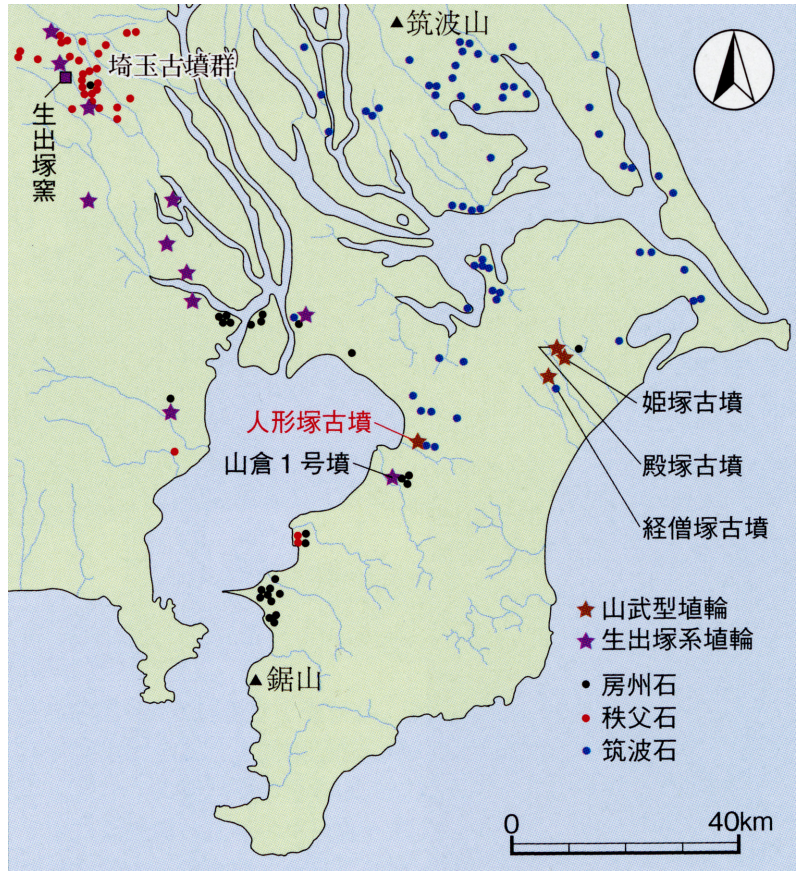 筑波山
埼玉古墳群
生出塚窯
人形塚古墳
山倉1号墳
姫塚古墳
殿塚古墳
経僧塚古墳
山武型埴輪
生出塚系埴輪
鋸山
房州石
秩父石
筑波石
0 40km